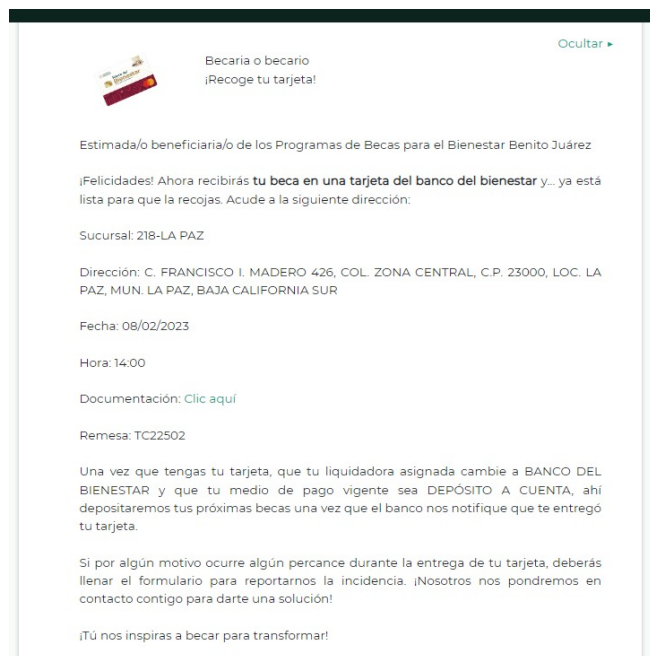 Ocultar ▸
Becaria o becario
¡Recoge tu tarjeta!
Estimada/o beneficiaria/o de los Programas de Becas para el Bienestar Benito Juárez
¡Felicidades! Ahora recibirás tu beca en una tarjeta del banco del bienestar y... ya está
lista para que la recojas. Acude a la siguiente dirección:
Sucursal: 218-LA PAZ
Dirección: C. FRANCISCO I. MADERO 426, COL. ZONA CENTRAL, C.P. 23000, LOC. LA
PAZ, MUN. LA PAZ, BAJA CALIFORNIA SUR
Fecha: 08/02/2023
Hora: 14:00
Documentación: Clic aquí
Remesa: TC22502
Una vez que tengas tu tarjeta, que tu liquidadora asignada cambie a BANCO DEL
BIENESTAR y que tu medio de pago vigente sea DEPÓSITO A CUENTA, ahí
depositaremos tus próximas becas una vez que el banco nos notifique que te entregó
tu tarjeta.
Si por algún motivo ocurre algún percance durante la entrega de tu tarjeta, deberás
llenar el formulario para reportarnos la incidencia. ¡Nosotros nos pondremos en
contacto contigo para darte una solución!
¡Tú nos inspiras a becar para transformar!